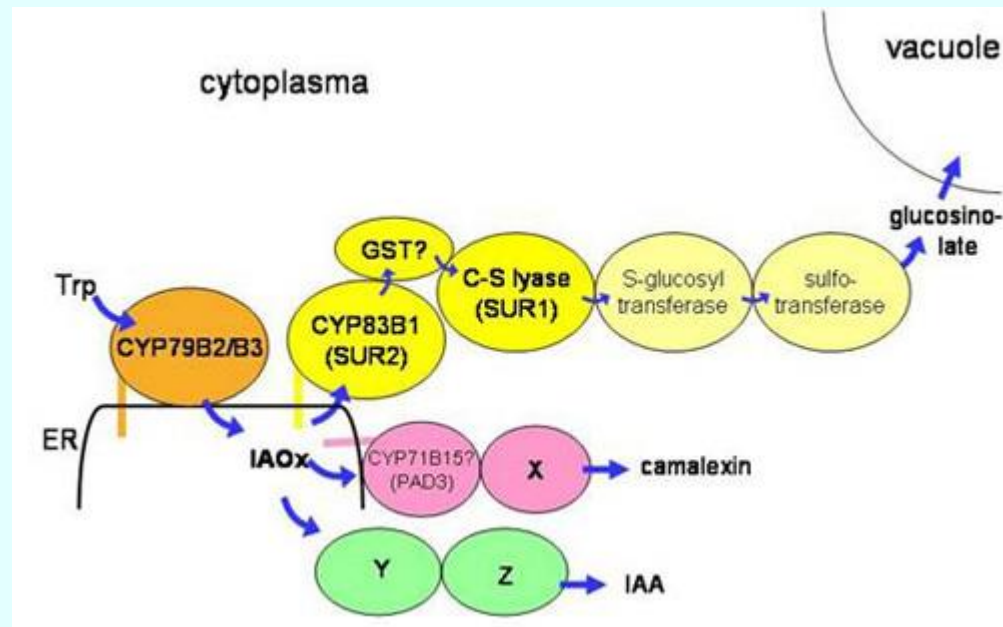 cytoplasma
vacuole
glucosino-
late
GST?
C-S lyase
(SUR1)
S-glucosyl
transferase
sulfo-
transferase
Trp
CYP79B2/B3
CYP83B1
(SUR2)
ER
IAOx
CYP71B15?
(PAD3)
X
camalexin
Y
Z
IAA